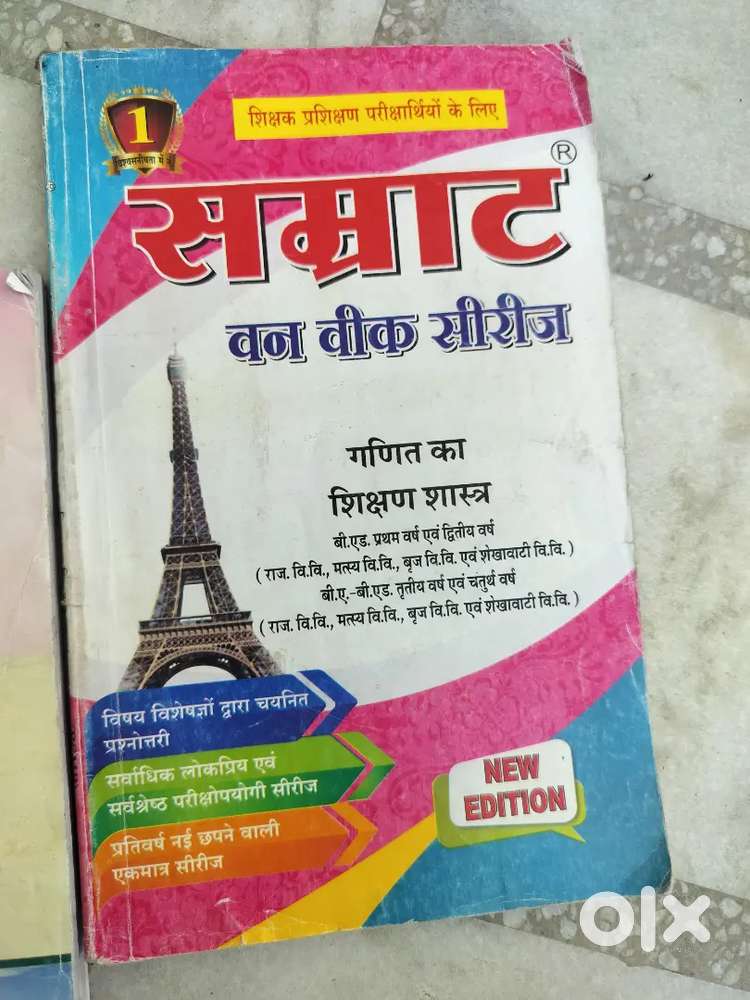 शिक्षक प्रशिक्षण परीक्षार्थियों के लिए
1
विश्वसनीयता में
सम्राट ®
वन वीक सीरीज
गणित का
शिक्षण शास्त्र
बी.एड. प्रथम वर्ष एवं द्वितीय वर्ष
( राज. वि.वि., मत्स्य वि.वि., बृज वि.वि. एवं शेखावाटी वि.वि. )
बी.ए.-बी.एड. तृतीय वर्ष एवं चतुर्थ वर्ष
( राज. वि.वि., मत्स्य वि.वि., बृज वि.वि. एवं शेखावाटी वि.वि. )
विषय विशेषज्ञों द्वारा चयनित
प्रश्नोत्तरी
सर्वाधिक लोकप्रिय एवं
सर्वश्रेष्ठ परीक्षोपयोगी सीरीज
प्रतिवर्ष नई छपने वाली
एकमात्र सीरीज
NEW
EDITION
olx